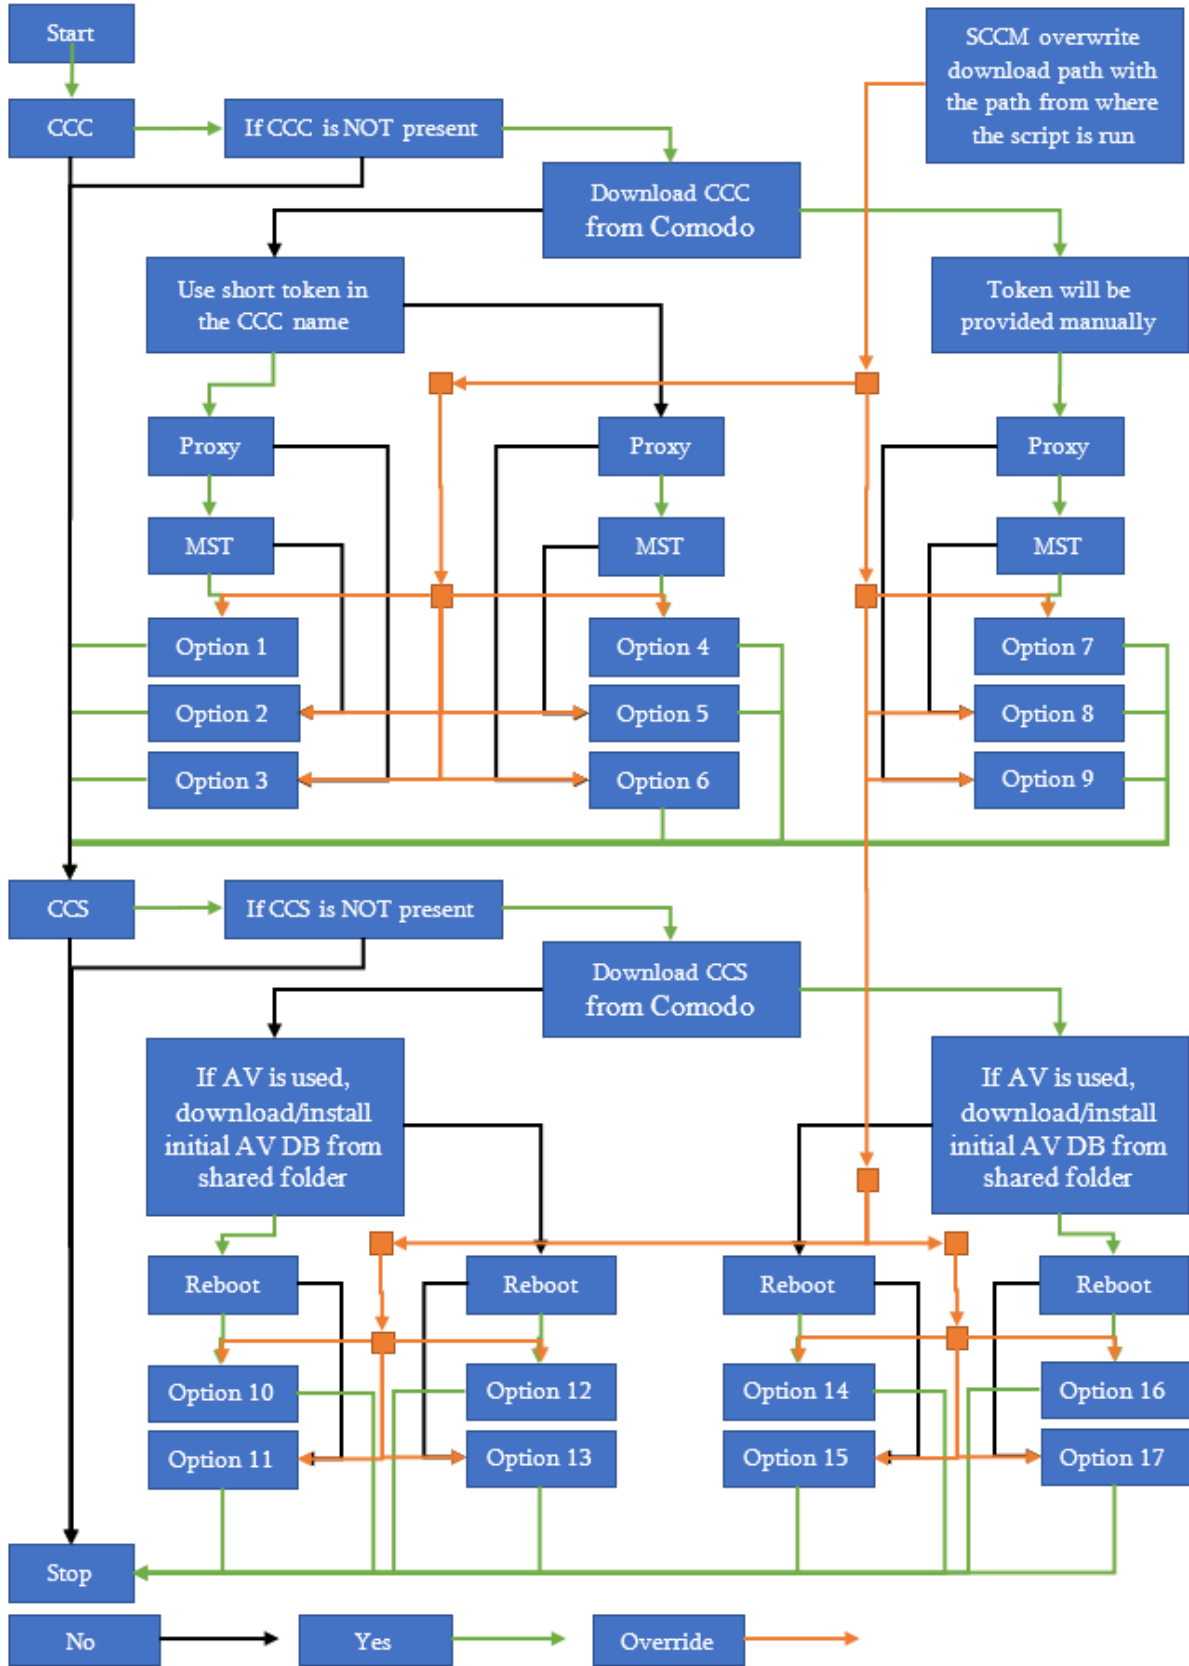 Start
SCCM overwrite
download path with
the path from where
the script is run
CCC
If CCC is NOT present
Download CCC
from Comodo
Use short token in
the CCC name
Token will be
provided manually
Proxy
Proxy
Proxy
MST
MST
MST
Option 1
Option 4
Option 7
Option 2
Option 5
Option 8
Option 3
Option 6
Option 9
CCS
If CCS is NOT present
Download CCS
from Comodo
If AV is used,
download/install
initial AV DB from
shared folder
If AV is used,
download/install
initial AV DB from
shared folder
Reboot
Reboot
Reboot
Reboot
Option 10
Option 12
Option 14
Option 16
Option 11
Option 13
Option 15
Option 17
Stop
No
Yes
Override